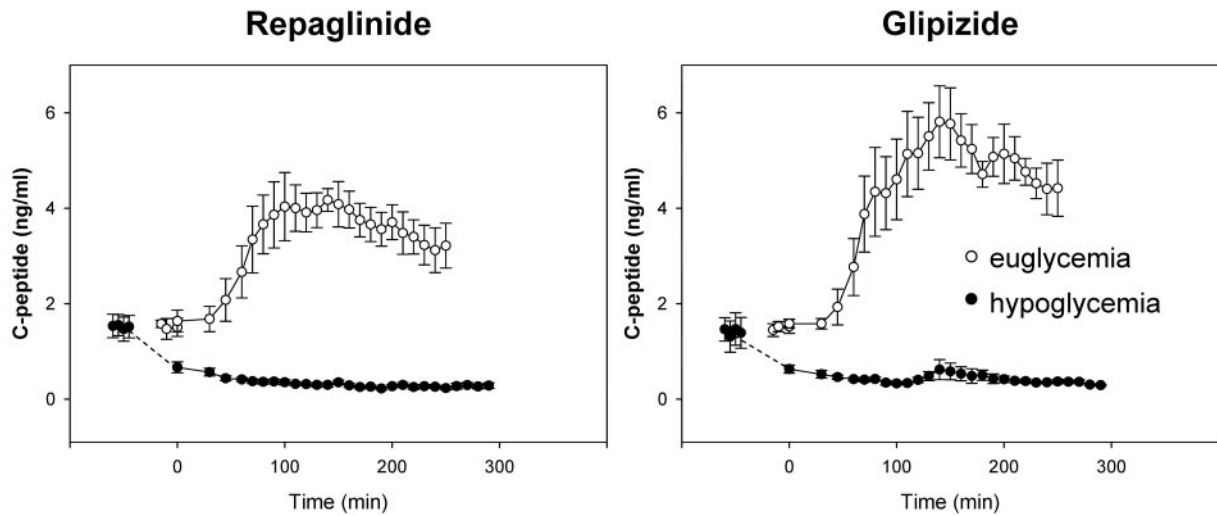 Repaglinide
C-peptide (ng/ml)
6
4
2
0
0
100
200
300
Time (min)
Glipizide
C-peptide (ng/ml)
6
4
2
0
euglycemia
hypoglycemia
0
100
200
300
Time (min)